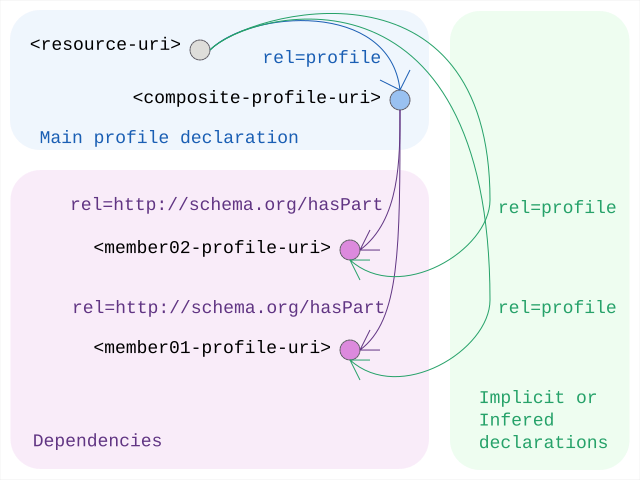 <resource-uri>
rel=profile
<composite-profile-uri>
Main profile declaration
rel=http://schema.org/hasPart
rel=profile
<member02-profile-uri>
rel=http://schema.org/hasPart
rel=profile
<member01-profile-uri>
Implicit or
Infered
declarations
Dependencies